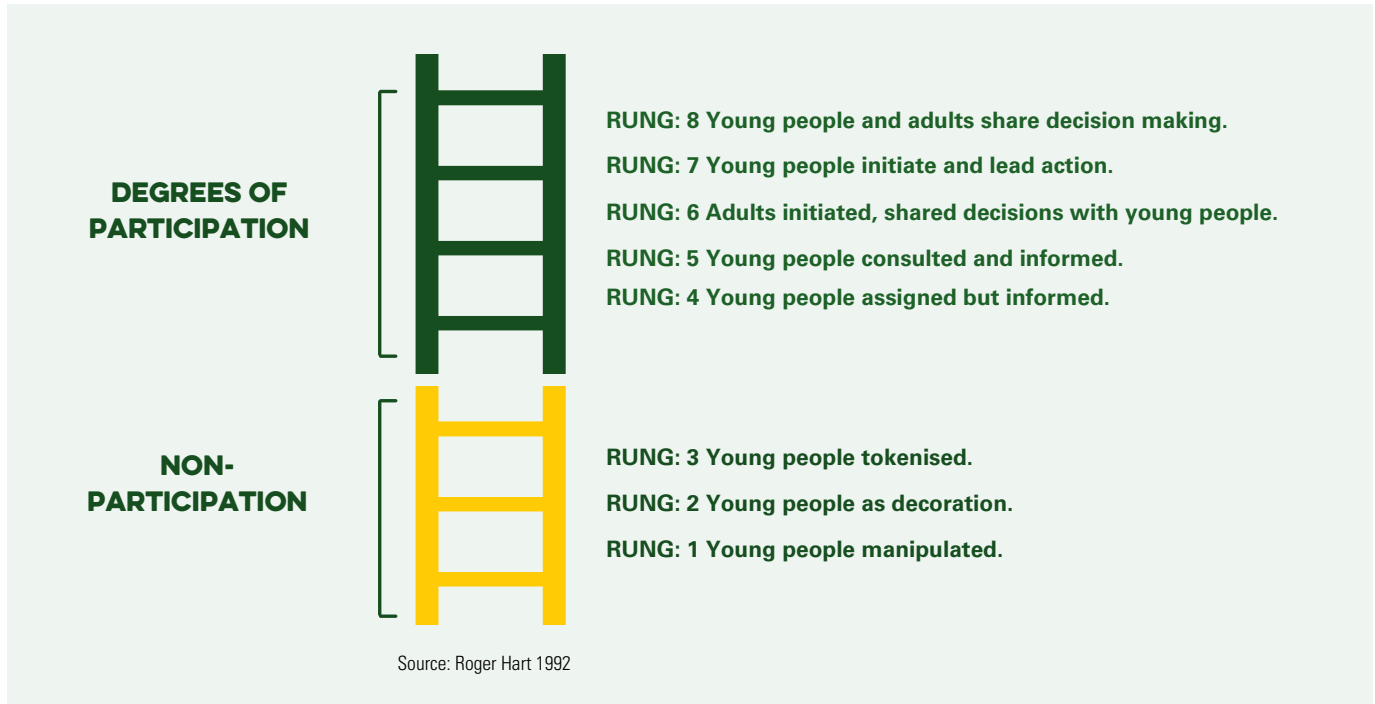 DEGREES OF
PARTICIPATION
RUNG: 8 Young people and adults share decision making.
RUNG: 7 Young people initiate and lead action.
RUNG: 6 Adults initiated, shared decisions with young people.
RUNG: 5 Young people consulted and informed.
RUNG: 4 Young people assigned but informed.
NON-
PARTICIPATION
RUNG: 3 Young people tokenised.
RUNG: 2 Young people as decoration.
RUNG: 1 Young people manipulated.
Source: Roger Hart 1992